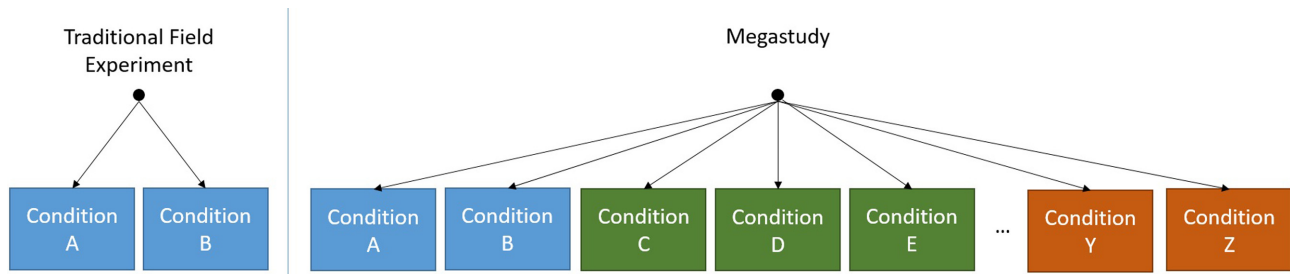 Traditional Field
Experiment
Condition
A
Condition
B
Megastudy
Condition
A
Condition
B
Condition
C
Condition
D
Condition
E
...
Condition
Y
Condition
Z